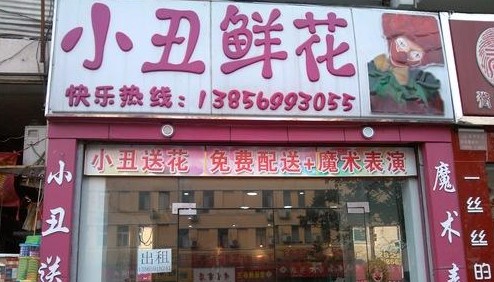 小丑鲜花
快乐热线：13856993055
小丑送花 免费配送+魔术表演
小丑送
魔术表
一丝丝的
出租